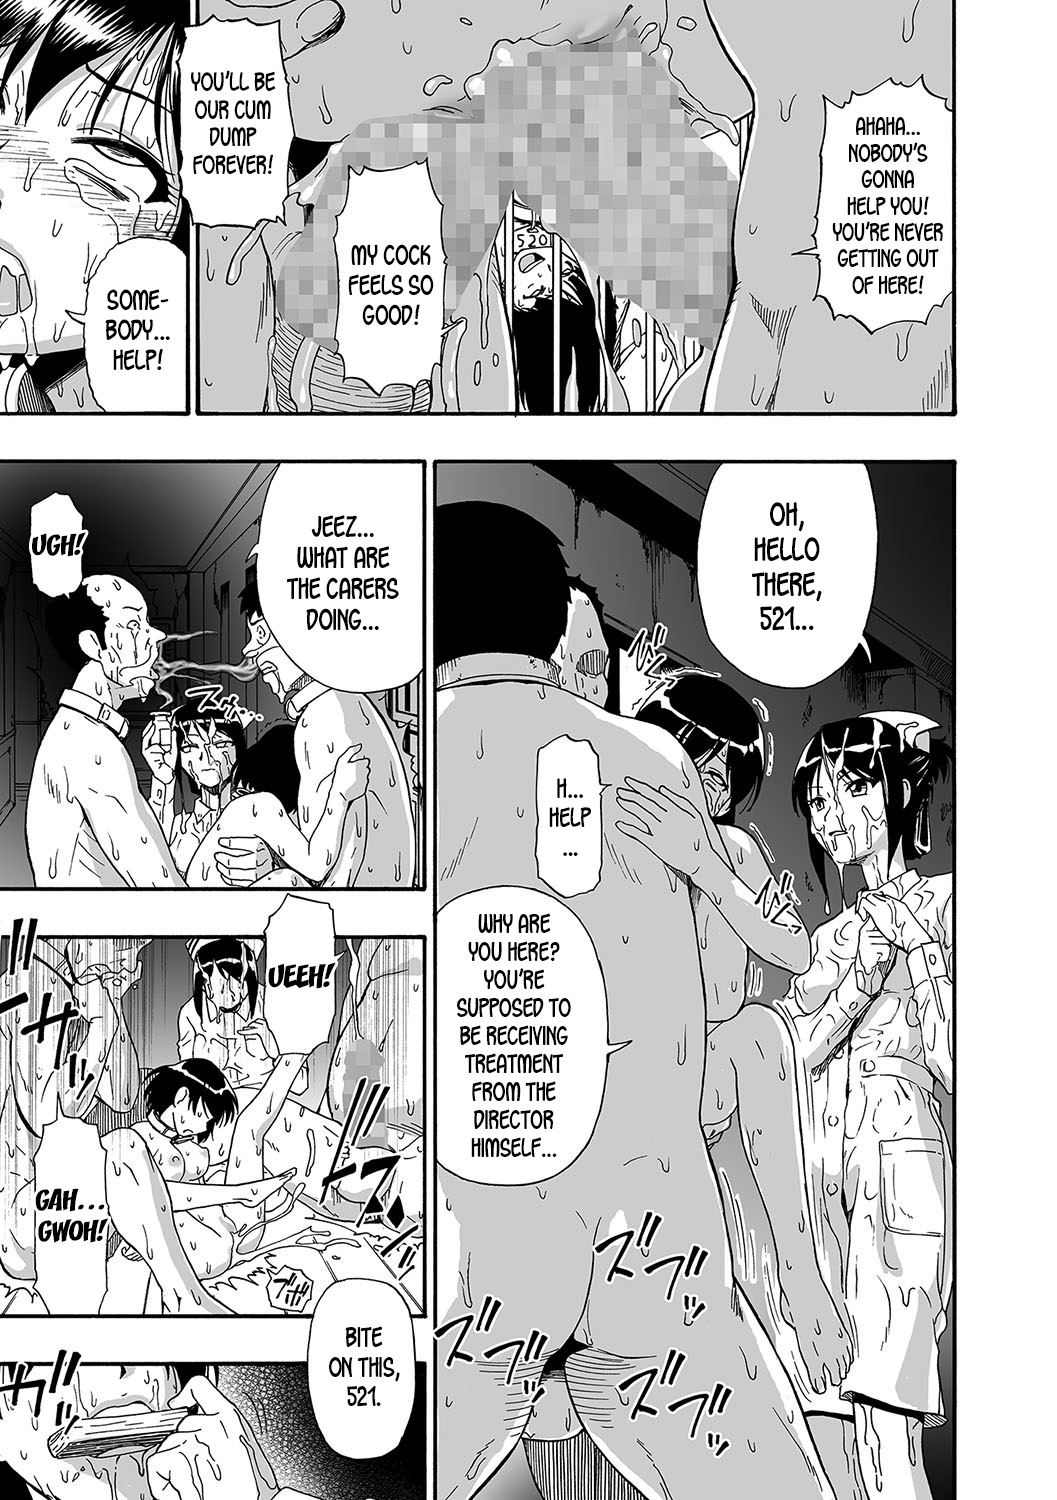 AHAHA...
NOBODY'S
GONNA
HELP YOU!
YOU'RE NEVER
GETTING OUT
OF HERE!
520
MY COCK
FEELS SO
GOOD!
YOU'LL BE
OUR CUM
DUMP
FOREVER!
SOME-
BODY...
HELP!
OH,
HELLO
THERE,
521...
H...
HELP
...
WHY ARE
YOU HERE?
YOU'RE
SUPPOSED TO
BE RECEIVING
TREATMENT
FROM THE
DIRECTOR
HIMSELF...
ズブッ
ズブッ
ズブッ
JEEZ...
WHAT ARE
THE CARERS
DOING...
UGH!
UEEH!
GAH...
GWOH!
BITE
ON THIS,
521.